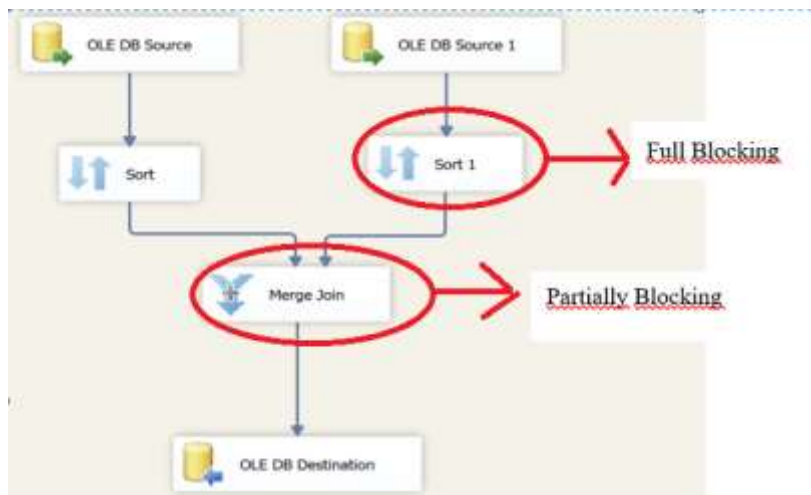 OLE DB Source
OLE DB Source 1
Sort
Sort 1
Full Blocking
Merge Join
Partially Blocking
OLE DB Destination